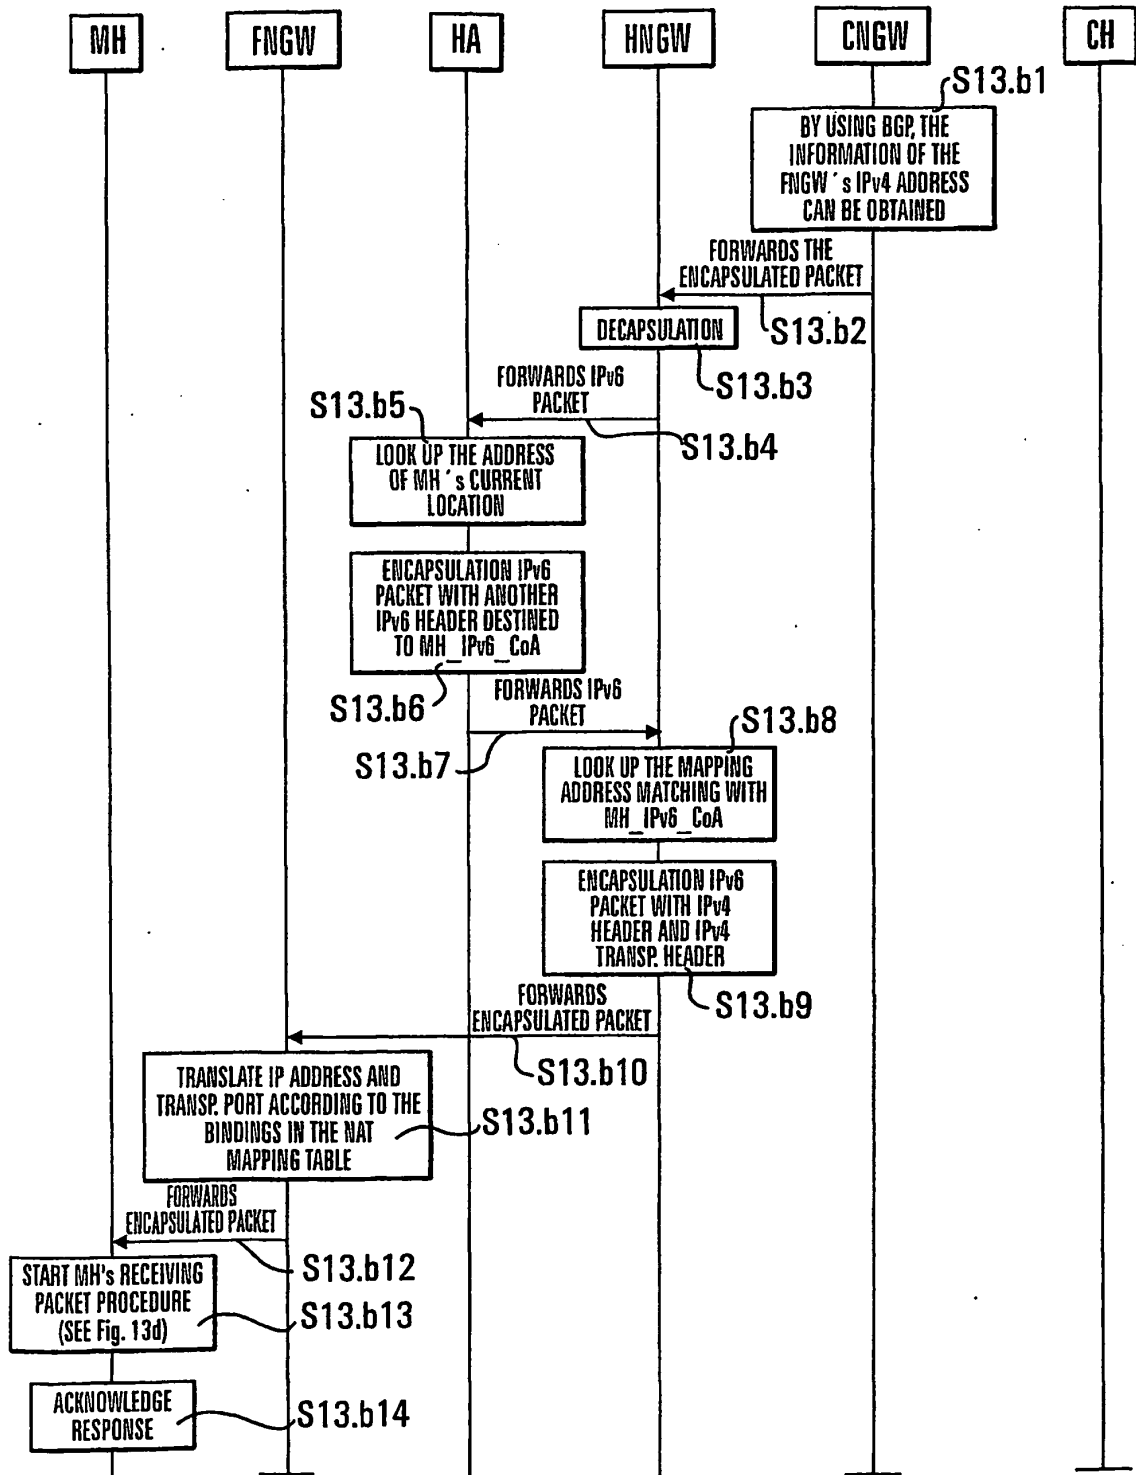 MH
FNGW
HA
HNGW
CNGW
CH
S13.b1
BY USING BGP, THE
INFORMATION OF THE
FNGW´s IPv4 ADDRESS
CAN BE OBTAINED
FORWARDS THE
ENCAPSULATED PACKET
S13.b2
DECAPSULATION
S13.b3
FORWARDS IPv6
PACKET
S13.b4
S13.b5
LOOK UP THE ADDRESS
OF MH´s CURRENT
LOCATION
ENCAPSULATION IPv6
PACKET WITH ANOTHER
IPv6 HEADER DESTINED
TO MH_IPv6_CoA
S13.b6
FORWARDS IPv6
PACKET
S13.b7
S13.b8
LOOK UP THE MAPPING
ADDRESS MATCHING WITH
MH_IPv6_CoA
ENCAPSULATION IPv6
PACKET WITH IPv4
HEADER AND IPv4
TRANSP. HEADER
S13.b9
FORWARDS
ENCAPSULATED PACKET
S13.b10
TRANSLATE IP ADDRESS AND
TRANSP. PORT ACCORDING TO THE
BINDINGS IN THE NAT
MAPPING TABLE
S13.b11
FORWARDS
ENCAPSULATED PACKET
S13.b12
START MH's RECEIVING
PACKET PROCEDURE
(SEE Fig. 13d)
S13.b13
ACKNOWLEDGE
RESPONSE
S13.b14